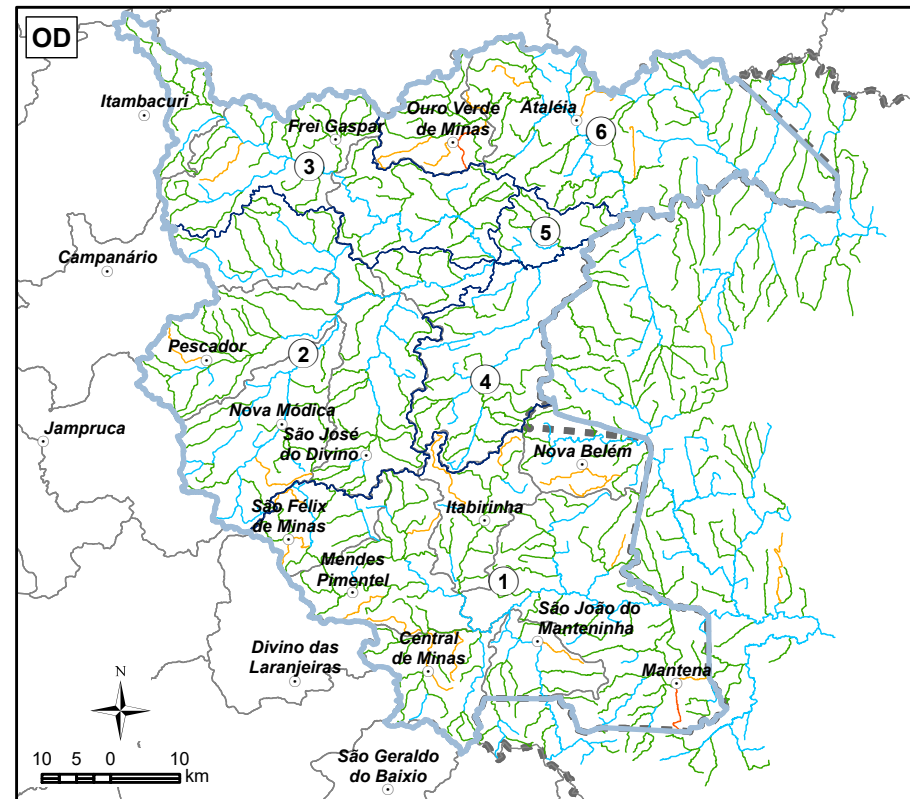 OD
Itambacuri
Frei Gaspar
Ouro Verde
de Minas
Ataléia
6
3
5
Campanário
Pescador
2
4
Nova Módica
São José
do Divino
Jampruca
Nova Belém
São Félix
de Minas
Itabirinha
Mendes
Pimentel
1
São João do
Manteninha
Divino das
Laranjeiras
Central
de Minas
Mantena
N
São Geraldo
do Baixio
10 5 0 10
km